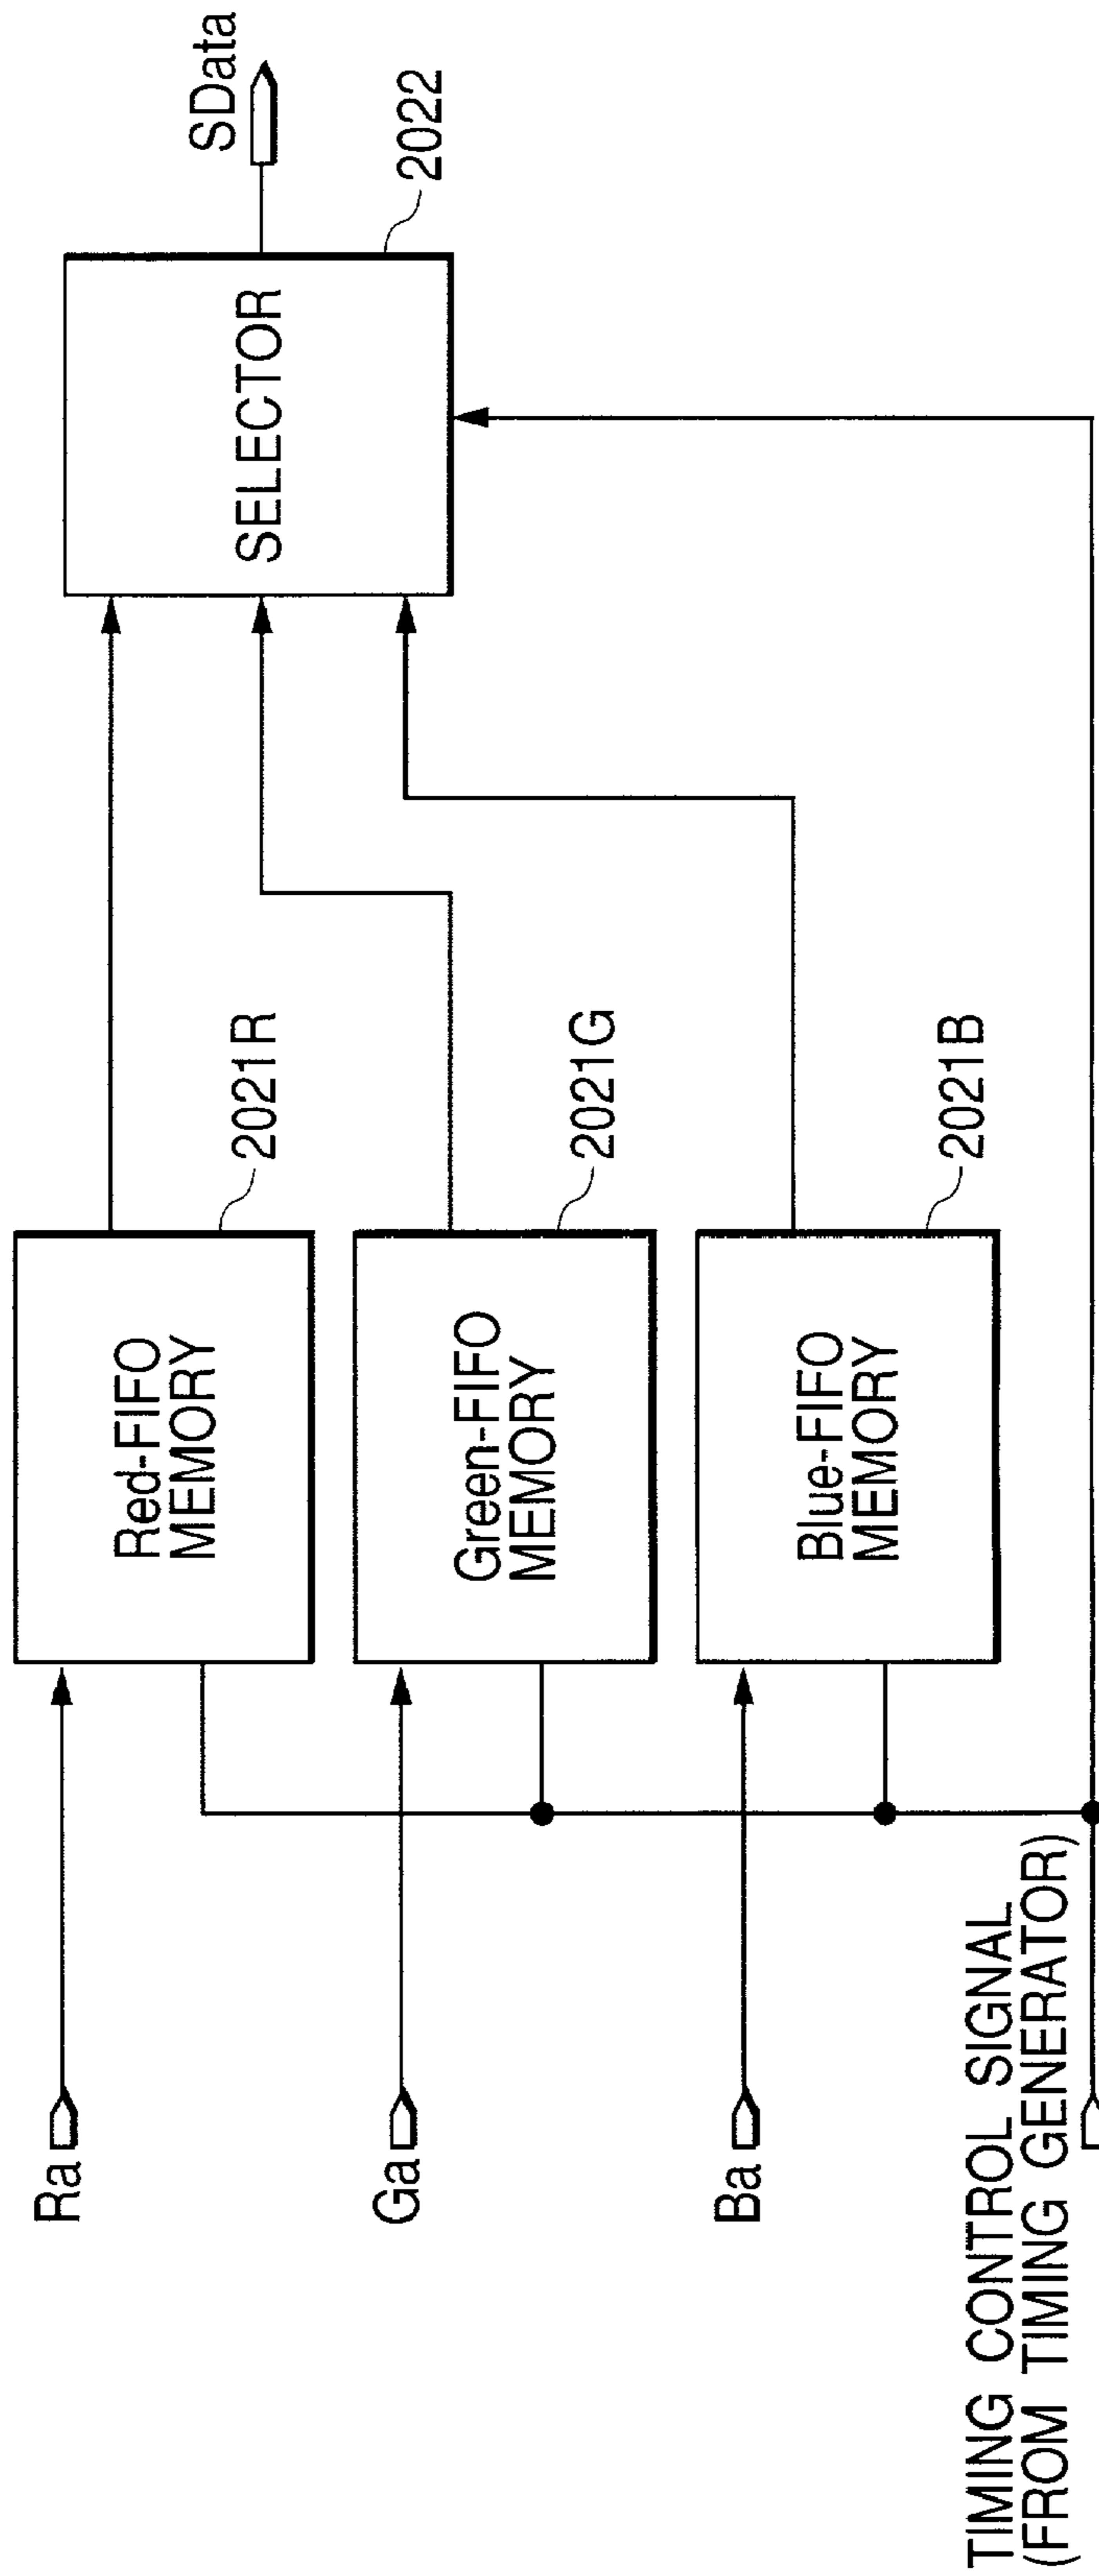 Ra
Red-FIFO
MEMORY
2021R
SELECTOR
SData
2022
Ga
Green-FIFO
MEMORY
2021G
Ba
Blue-FIFO
MEMORY
2021B
TIMING CONTROL SIGNAL
(FROM TIMING GENERATOR)